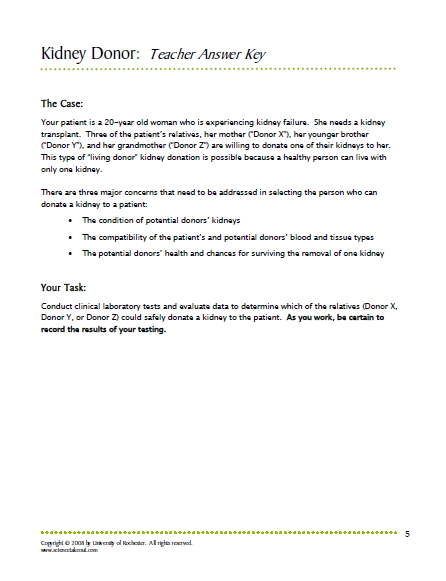 Kidney Donor: Teacher Answer Key
The Case:
Your patient is a 20-year old woman who is experiencing kidney failure. She needs a kidney
transplant. Three of the patient's relatives, her mother ("Donor X"), her younger brother
("Donor Y"), and her grandmother ("Donor Z") are willing to donate one of their kidneys to her.
This type of "living donor" kidney donation is possible because a healthy person can live with
only one kidney.
There are three major concerns that need to be addressed in selecting the person who can
donate a kidney to a patient:
• The condition of potential donors' kidneys
• The compatibility of the patient's and potential donors' blood and tissue types
• The potential donors' health and chances for surviving the removal of one kidney
Your Task:
Conduct clinical laboratory tests and evaluate data to determine which of the relatives (Donor X,
Donor Y, or Donor Z) could safely donate a kidney to the patient. As you work, be certain to
record the results of your testing.
5
Copyright © 2008 by University of Rochester. All rights reserved.
www.sciencetakeout.com